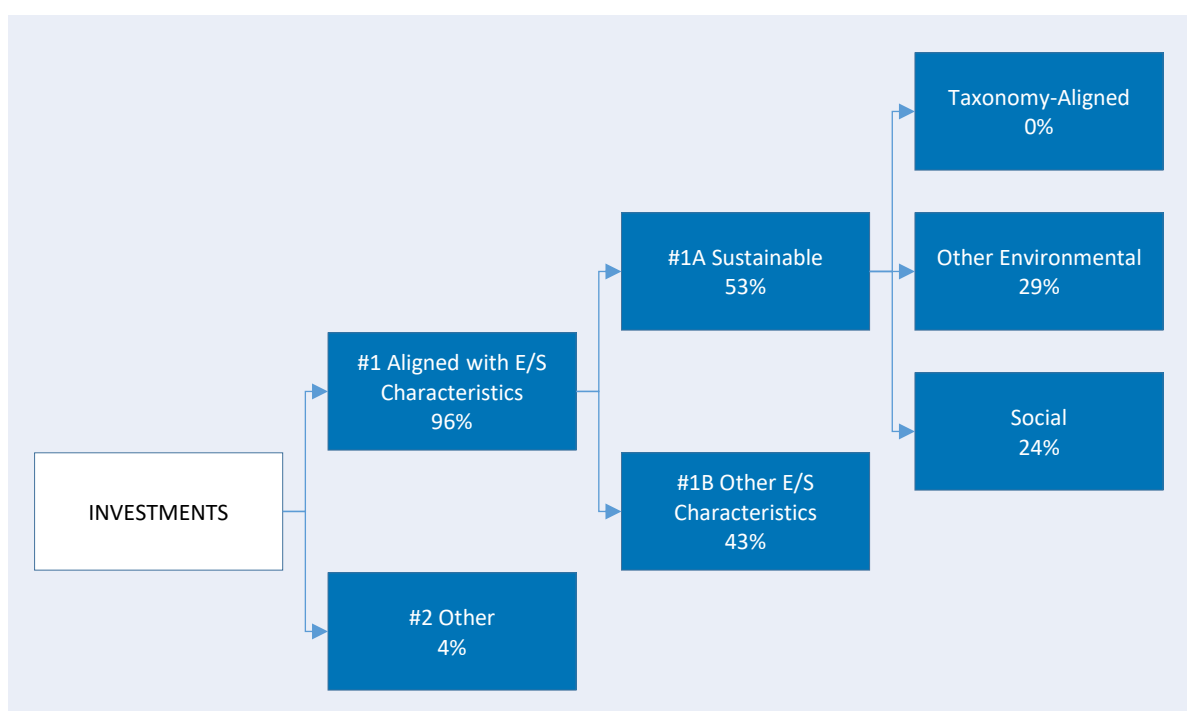 INVESTMENTS
#1 Aligned with E/S
Characteristics
96%
#2 Other
4%
#1A Sustainable
53%
#1B Other E/S
Characteristics
43%
Taxonomy-Aligned
0%
Other Environmental
29%
Social
24%